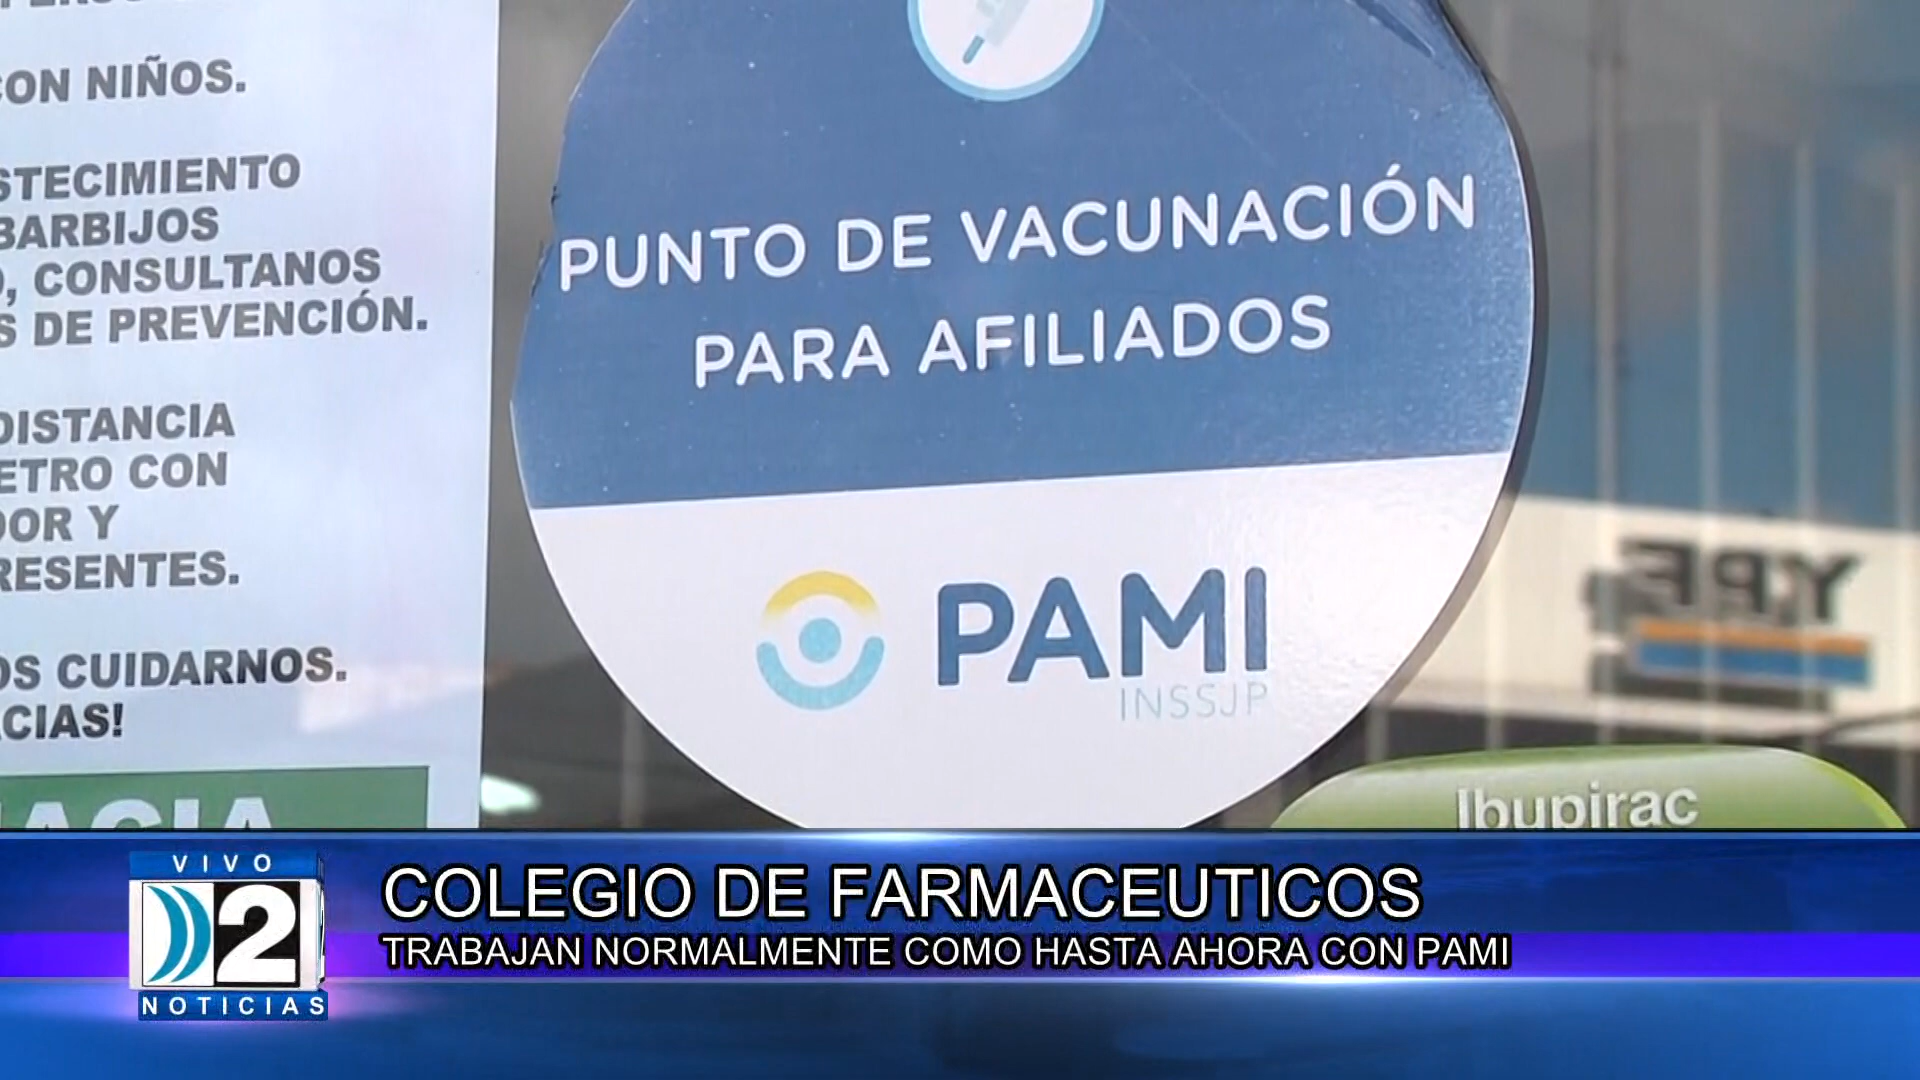 CON NIÑOS.
BARBIJOS
, CONSULTANOS
S DE PREVENCIÓN.
DISTANCIA
ETRO CON
DOR Y
RESENTES.
OS CUIDARNOS.
CIAS!
PUNTO DE VACUNACIÓN
PARA AFILIADOS
PAMI
INSSJP
YPF
Ibupirac
VIVO
2
NOTICIAS
COLEGIO DE FARMACEUTICOS
TRABAJAN NORMALMENTE COMO HASTA AHORA CON PAMI